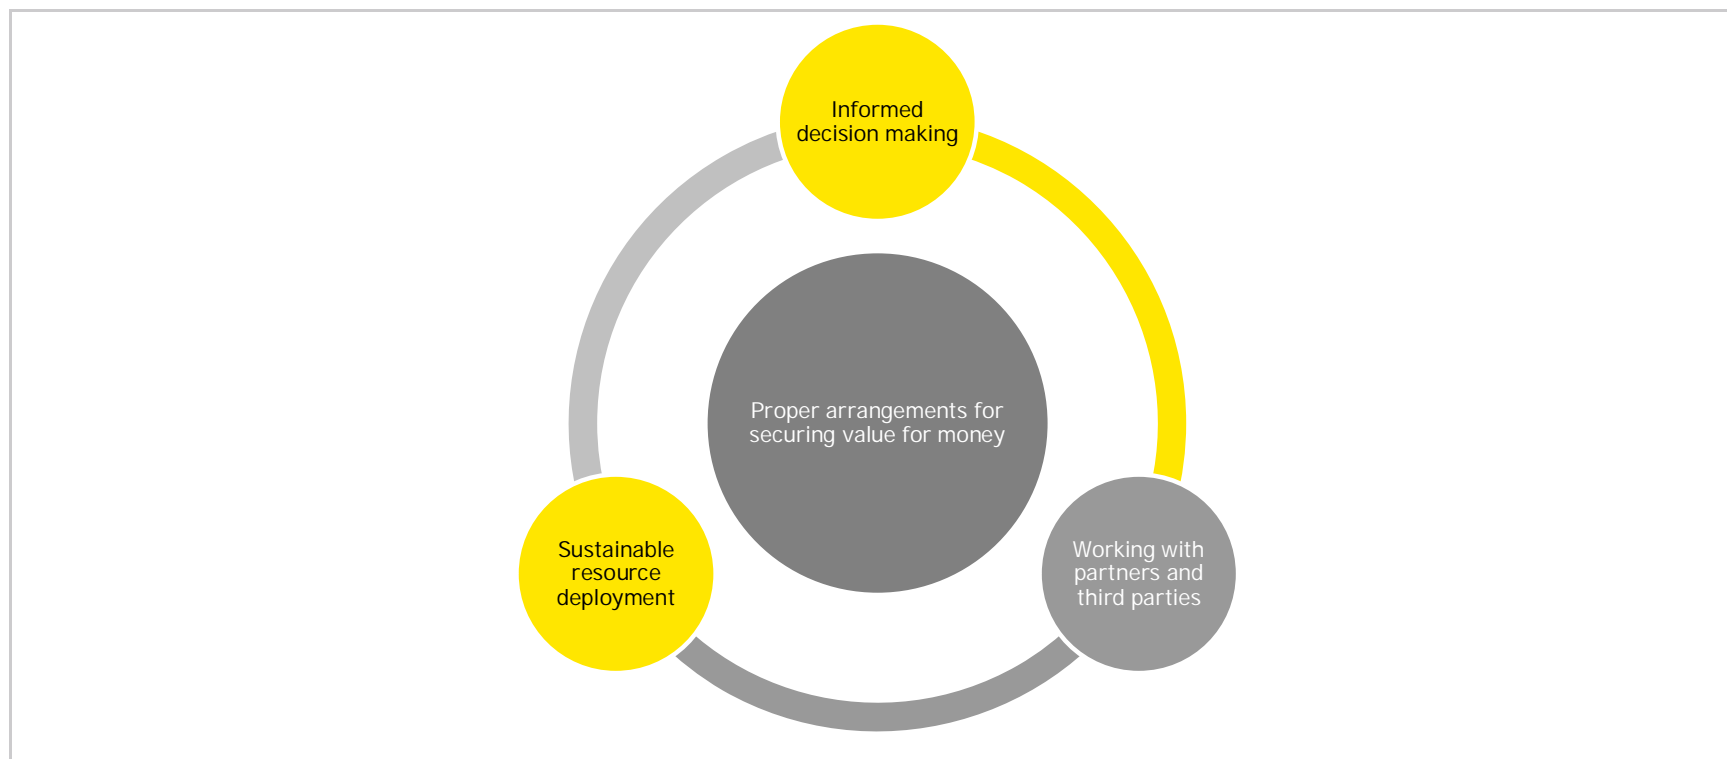 Informed
decision making
Proper arrangements for
securing value for money
Sustainable
resource
deployment
Working with
partners and
third parties